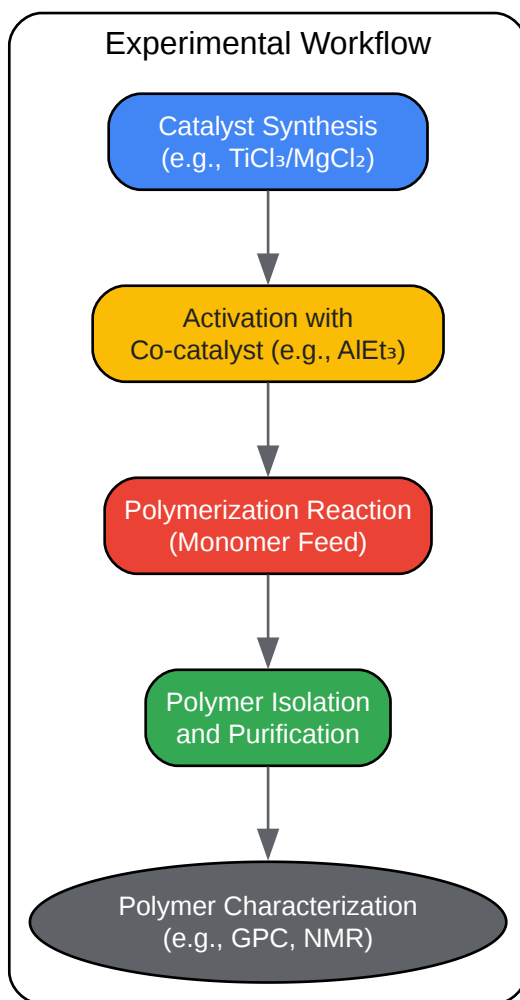 Experimental Workflow
Catalyst Synthesis
(e.g., TiCl₃/MgCl₂)
Activation with
Co-catalyst (e.g., AlEt₃)
Polymerization Reaction
(Monomer Feed)
Polymer Isolation
and Purification
Polymer Characterization
(e.g., GPC, NMR)